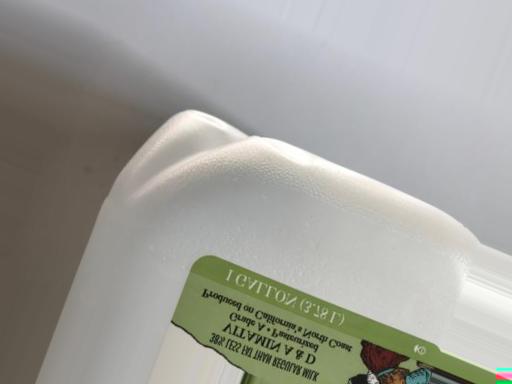 38% LESS FAT THAN REGULAR MILK
VITAMIN A & D
Grade A • Pasteurized
Produced on California's North Coast
1 GALLON (3.78 L)